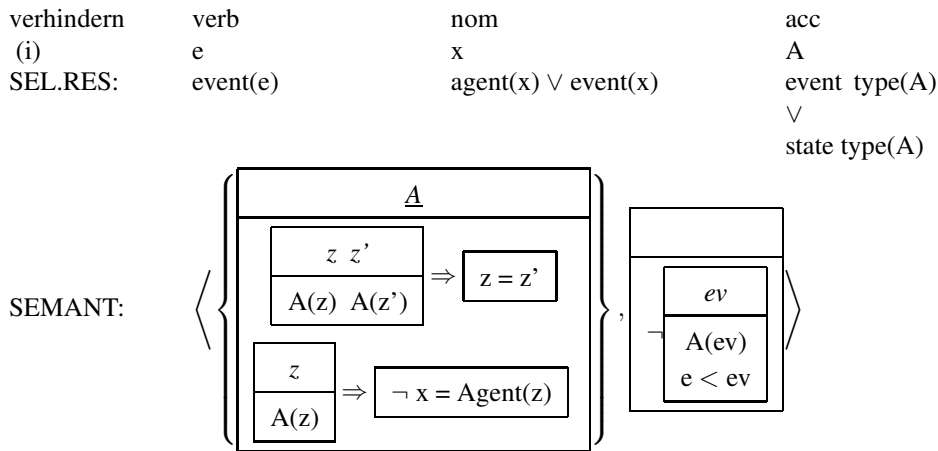 verhindern verb nom acc
(i) e x A
SEL.RES: event(e) agent(x) ∨ event(x) event type(A)
∨
state type(A)
A
z z’
⇒ z = z’
A(z) A(z’)
SEMANT: ⟨ { } , ⟩
ev
¬ A(ev)
e < ev
z
⇒ ¬ x = Agent(z)
A(z)